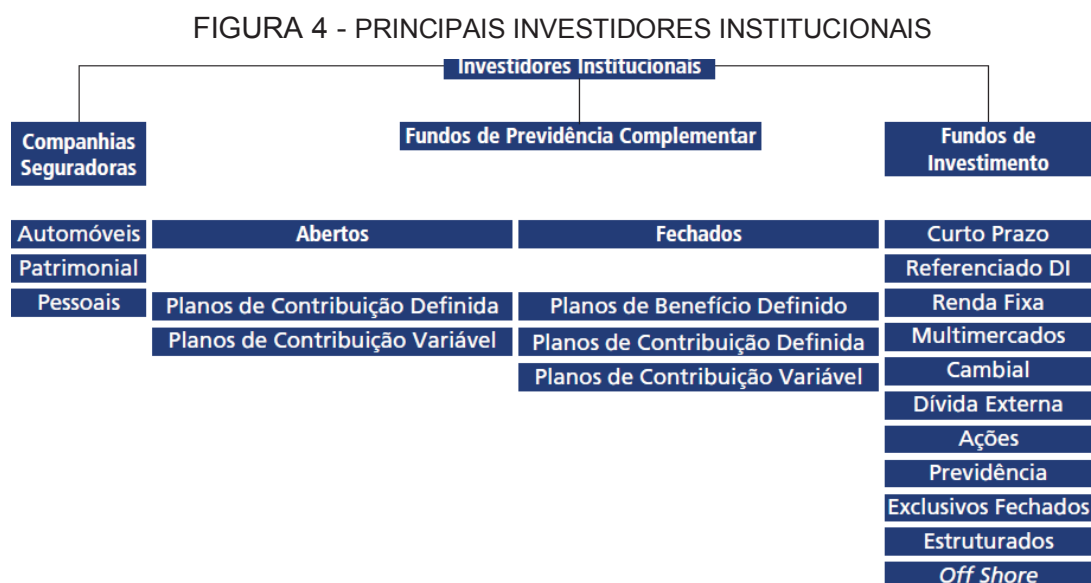 FIGURA 4 - PRINCIPAIS INVESTIDORES INSTITUCIONAIS
Investidores Institucionais
Companhias
Seguradoras
Fundos de Previdência Complementar
Fundos de
Investimento
Automóveis
Patrimonial
Pessoais
Abertos
Planos de Contribuição Definida
Planos de Contribuição Variável
Fechados
Planos de Benefício Definido
Planos de Contribuição Definida
Planos de Contribuição Variável
Curto Prazo
Referenciado DI
Renda Fixa
Multimercados
Cambial
Dívida Externa
Ações
Previdência
Exclusivos Fechados
Estruturados
Off Shore